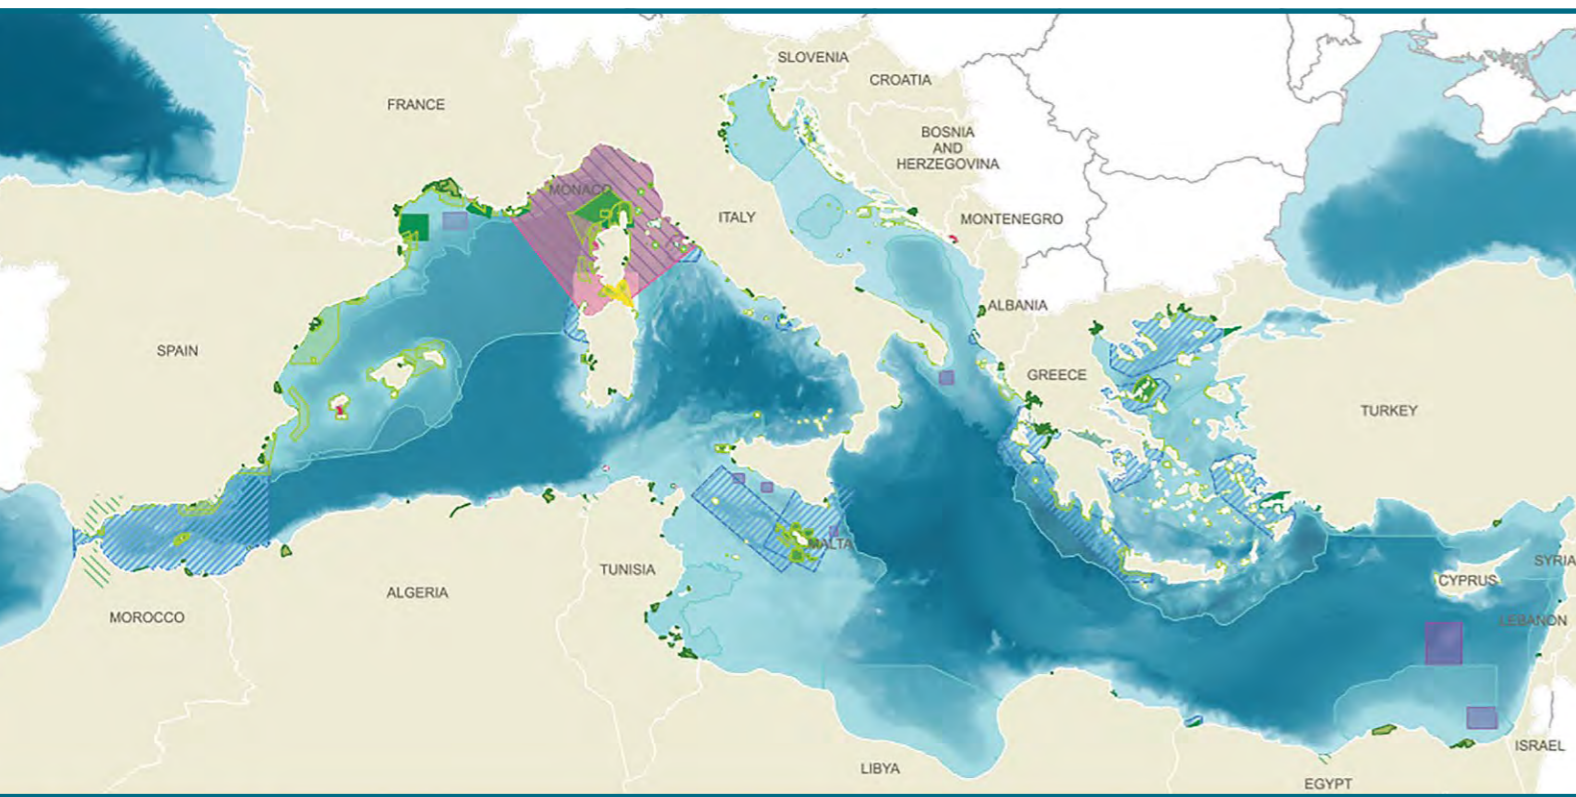 SLOVENIA
CROATIA
FRANCE
BOSNIA
AND
HERZEGOVINA
MONACO
ITALY
MONTENEGRO
ALBANIA
SPAIN
GREECE
TURKEY
MALTA
SYRIA
TUNISIA
CYPRUS
ALGERIA
MOROCCO
LEBANON
ISRAEL
LIBYA
EGYPT